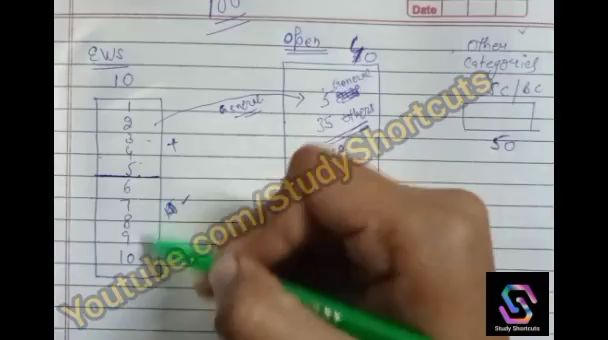 100
Date
EWS
10
1
2
3
4
5
6
7
8
9
10
General
Open
40
5 General
35 others
Other
Categories
SC/BC
50
Youtube.com/StudyShortcuts
Study Shortcuts